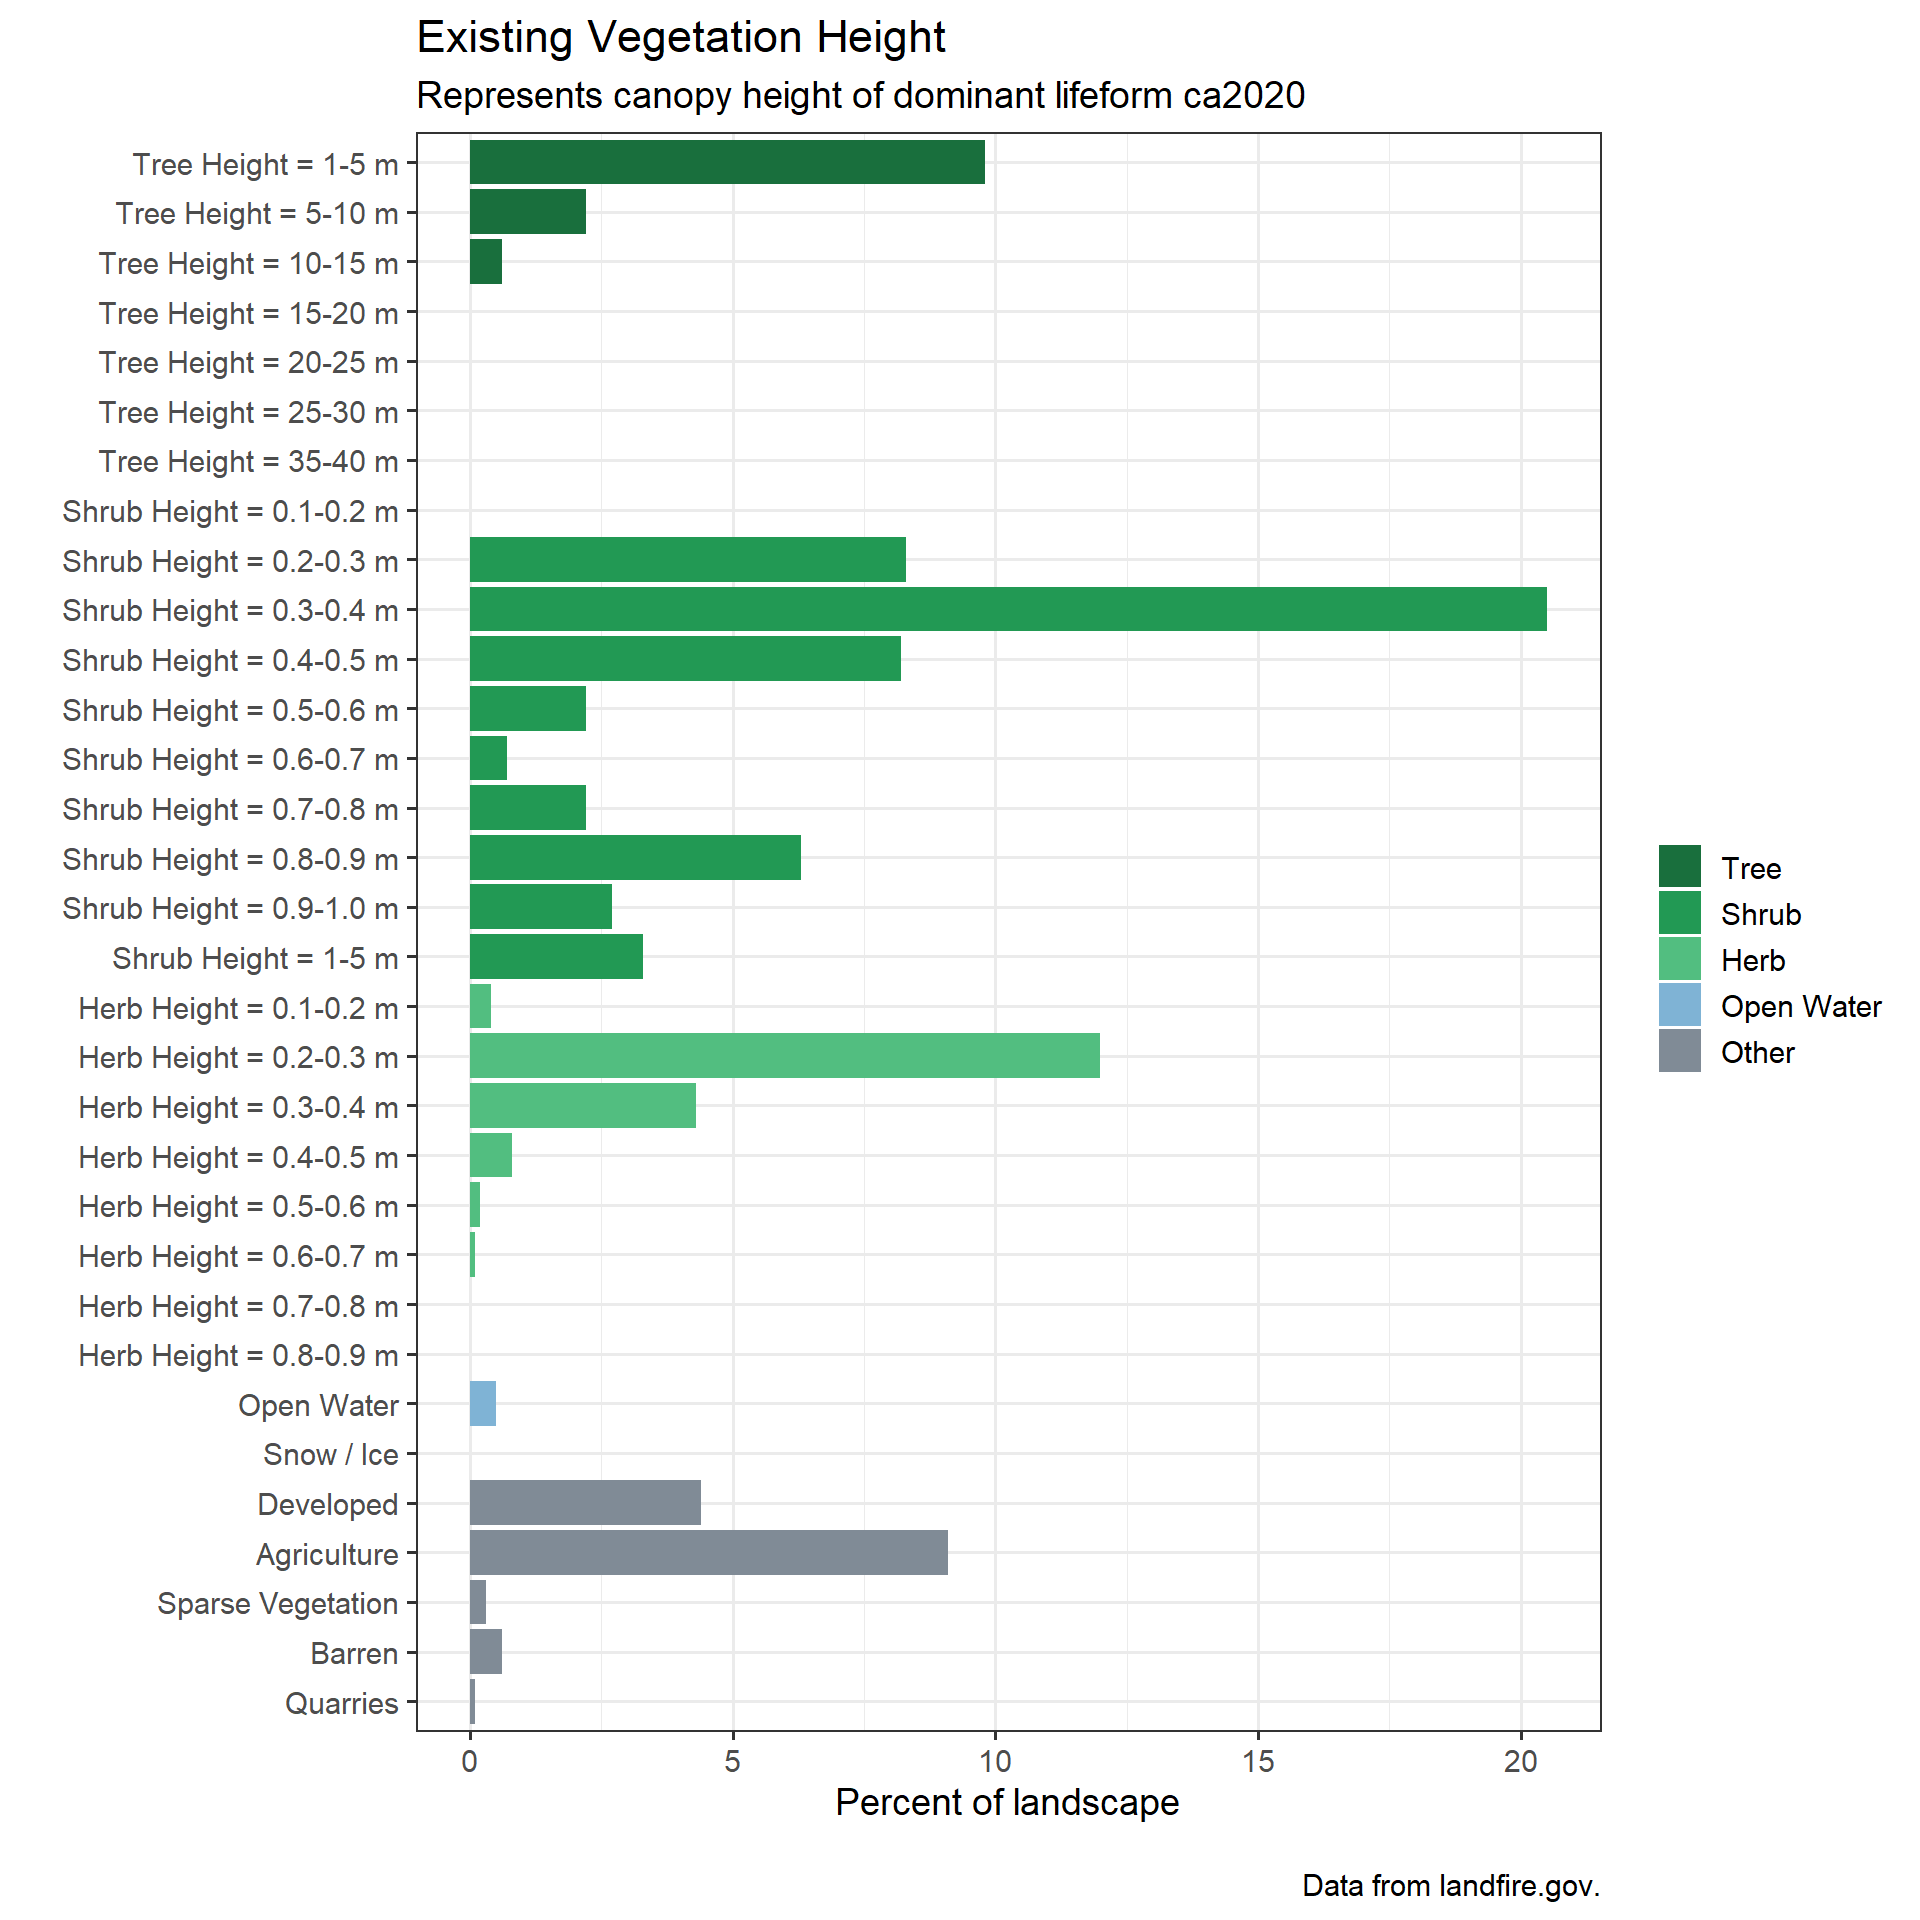 Existing Vegetation Height
Represents canopy height of dominant lifeform ca2020
Tree Height = 1-5 m
Tree Height = 5-10 m
Tree Height = 10-15 m
Tree Height = 15-20 m
Tree Height = 20-25 m
Tree Height = 25-30 m
Tree Height = 35-40 m
Shrub Height = 0.1-0.2 m
Shrub Height = 0.2-0.3 m
Shrub Height = 0.3-0.4 m
Shrub Height = 0.4-0.5 m
Shrub Height = 0.5-0.6 m
Shrub Height = 0.6-0.7 m
Shrub Height = 0.7-0.8 m
Shrub Height = 0.8-0.9 m
Shrub Height = 0.9-1.0 m
Shrub Height = 1-5 m
Herb Height = 0.1-0.2 m
Herb Height = 0.2-0.3 m
Herb Height = 0.3-0.4 m
Herb Height = 0.4-0.5 m
Herb Height = 0.5-0.6 m
Herb Height = 0.6-0.7 m
Herb Height = 0.7-0.8 m
Herb Height = 0.8-0.9 m
Open Water
Snow / Ice
Developed
Agriculture
Sparse Vegetation
Barren
Quarries
0 5 10 15 20
Percent of landscape
Tree
Shrub
Herb
Open Water
Other
Data from landfire.gov.